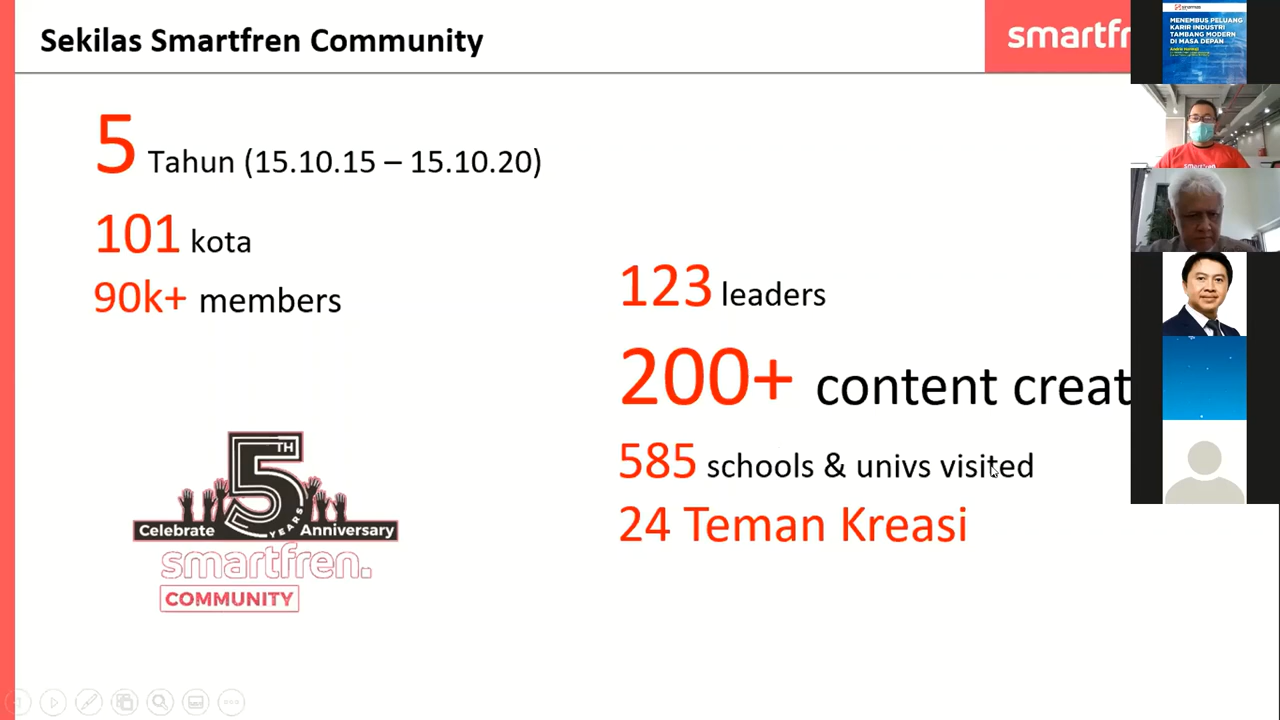 Sekilas Smartfren Community
smartfr
5 Tahun (15.10.15 – 15.10.20)
101 kota
90k+ members
123 leaders
200+ content creat
585 schools & univs visited
24 Teman Kreasi
5TH
YEARS
Celebrate Anniversary
smartfren.
COMMUNITY
MENEMBUS PELUANG
KARIR INDUSTRI
TAMBANG MODERN
DI MASA DEPAN
smartfren